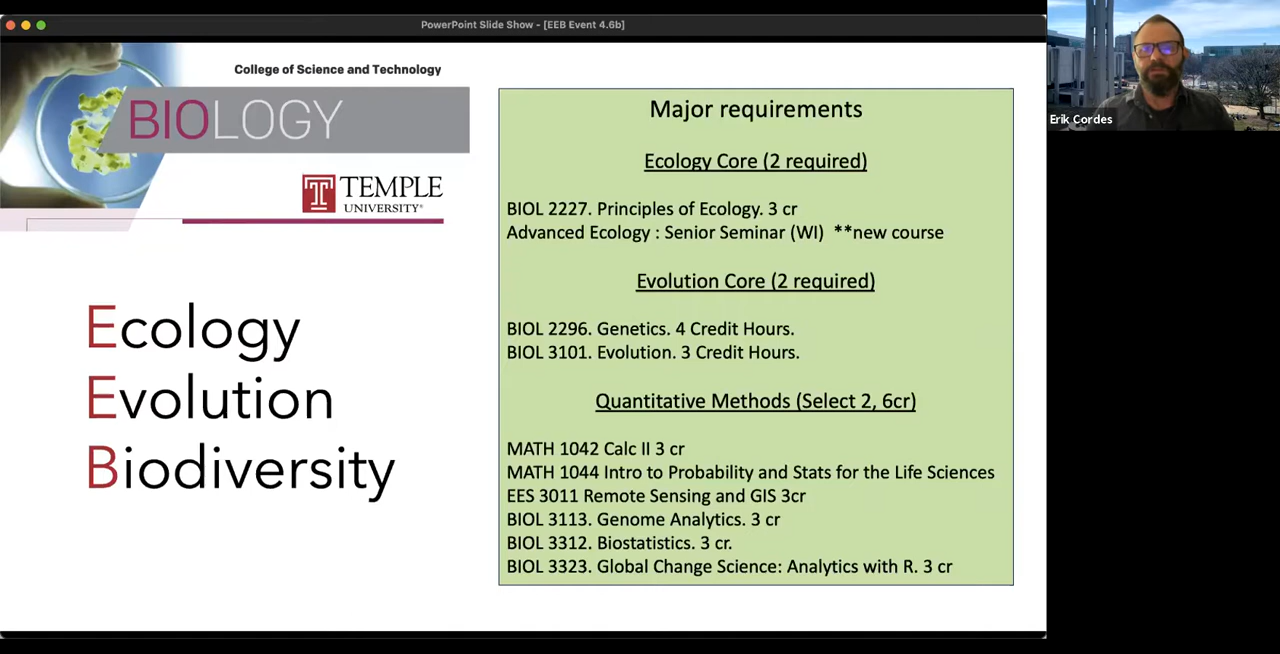 PowerPoint Slide Show - [EEB Event 4.6b]
College of Science and Technology
BIOLOGY
TEMPLE
UNIVERSITY®
Ecology
Evolution
Biodiversity
Major requirements
Ecology Core (2 required)
BIOL 2227. Principles of Ecology. 3 cr
Advanced Ecology : Senior Seminar (WI) **new course
Evolution Core (2 required)
BIOL 2296. Genetics. 4 Credit Hours.
BIOL 3101. Evolution. 3 Credit Hours.
Quantitative Methods (Select 2, 6cr)
MATH 1042 Calc II 3 cr
MATH 1044 Intro to Probability and Stats for the Life Sciences
EES 3011 Remote Sensing and GIS 3cr
BIOL 3113. Genome Analytics. 3 cr
BIOL 3312. Biostatistics. 3 cr.
BIOL 3323. Global Change Science: Analytics with R. 3 cr
Erik Cordes